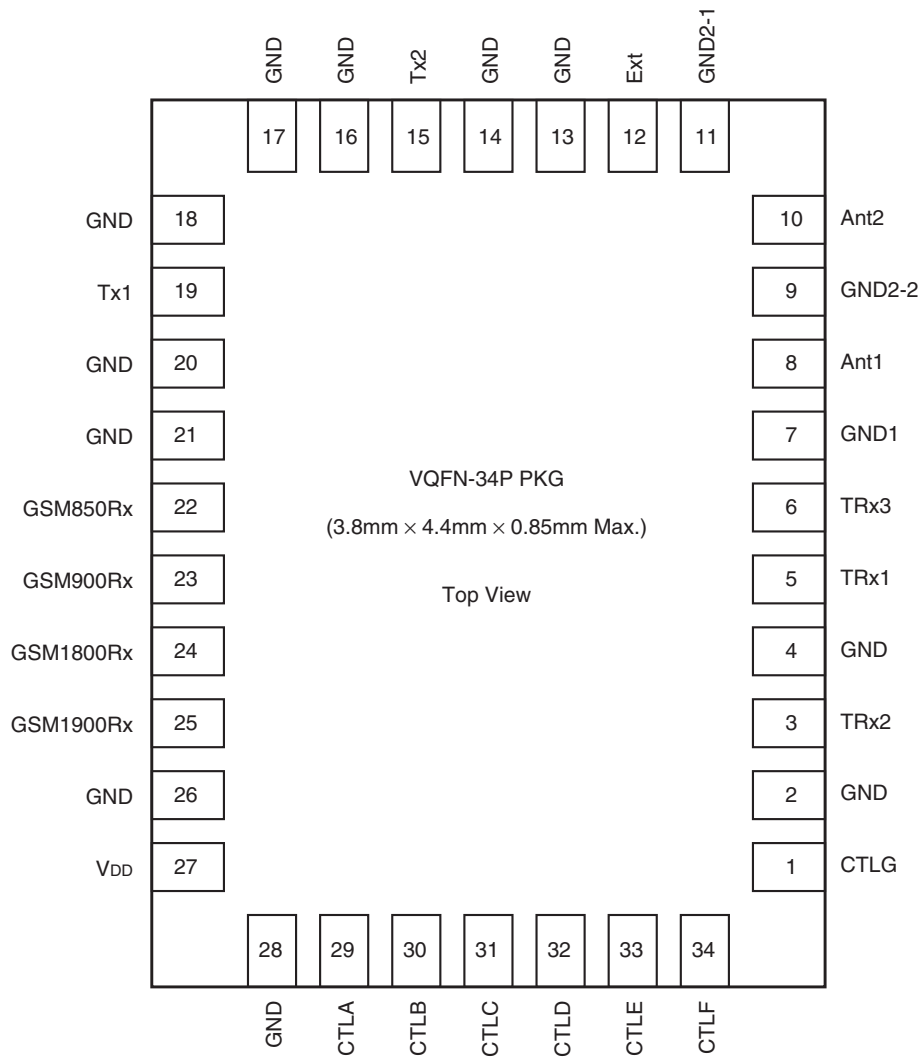 GND GND Tx2 GND GND Ext GND2-1
17 16 15 14 13 12 11
GND 18 10 Ant2
Tx1 19 9 GND2-2
GND 20 8 Ant1
GND 21 7 GND1
VQFN-34P PKG
GSM850Rx 22 6 TRx3
(3.8mm × 4.4mm × 0.85mm Max.)
GSM900Rx 23 5 TRx1
Top View
GSM1800Rx 24 4 GND
GSM1900Rx 25 3 TRx2
GND 26 2 GND
VDD 27 1 CTLG
28 29 30 31 32 33 34
GND CTLA CTLB CTLC CTLD CTLE CTLF